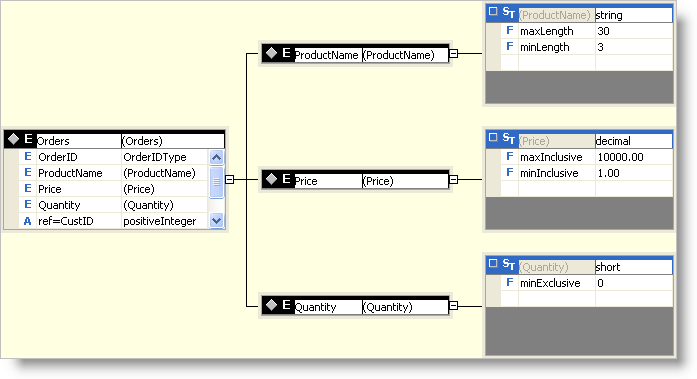 E Orders (Orders)
E OrderID OrderIDType
E ProductName (ProductName)
E Price (Price)
E Quantity (Quantity)
A ref=CustID positiveInteger
E ProductName (ProductName)
E Price (Price)
E Quantity (Quantity)
ST (ProductName) string
F maxLength 30
F minLength 3
ST (Price) decimal
F maxInclusive 10000.00
F minInclusive 1.00
ST (Quantity) short
F minExclusive 0